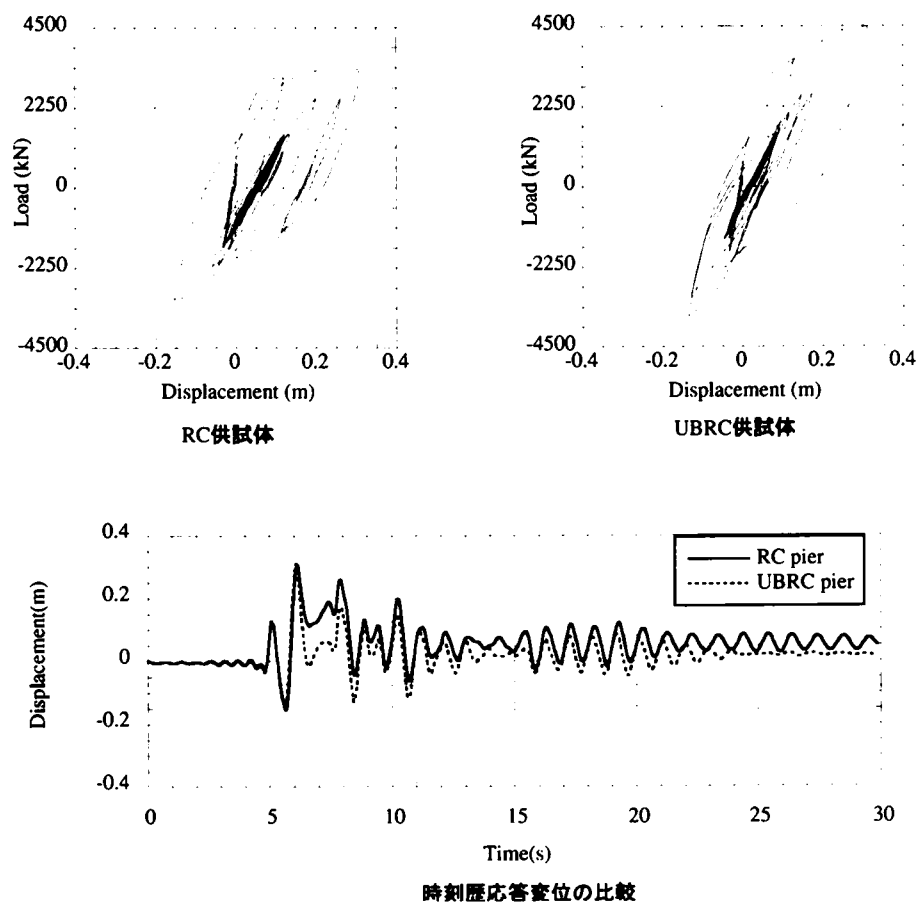 4500
2250
0
-2250
-4500
Load (kN)
-0.4
-0.2
0
0.2
0.4
Displacement (m)
RC供試体
4500
2250
0
-2250
-4500
Load (kN)
-0.4
-0.2
0
0.2
0.4
Displacement (m)
UBRC供試体
0.4
0.2
0
-0.2
-0.4
Displacement(m)
RC pier
UBRC pier
0
5
10
15
20
25
30
Time(s)
時刻歴応答変位の比較